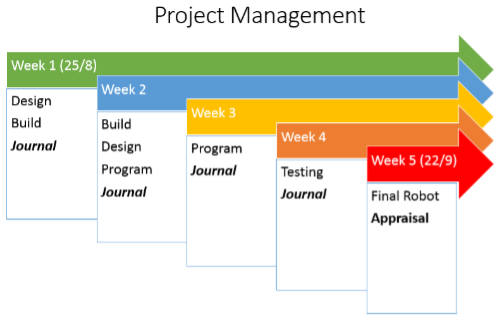 Project Management
Week 1 (25/8)
Design
Build
Journal
Week 2
Build
Design
Program
Journal
Week 3
Program
Journal
Week 4
Testing
Journal
Week 5 (22/9)
Final Robot
Appraisal